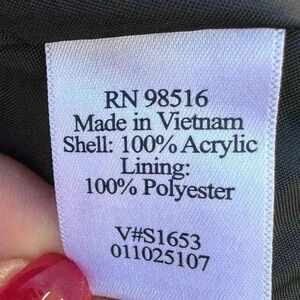 RN 98516
Made in Vietnam
Shell: 100% Acrylic
Lining:
100% Polyester
V#S1653
011025107